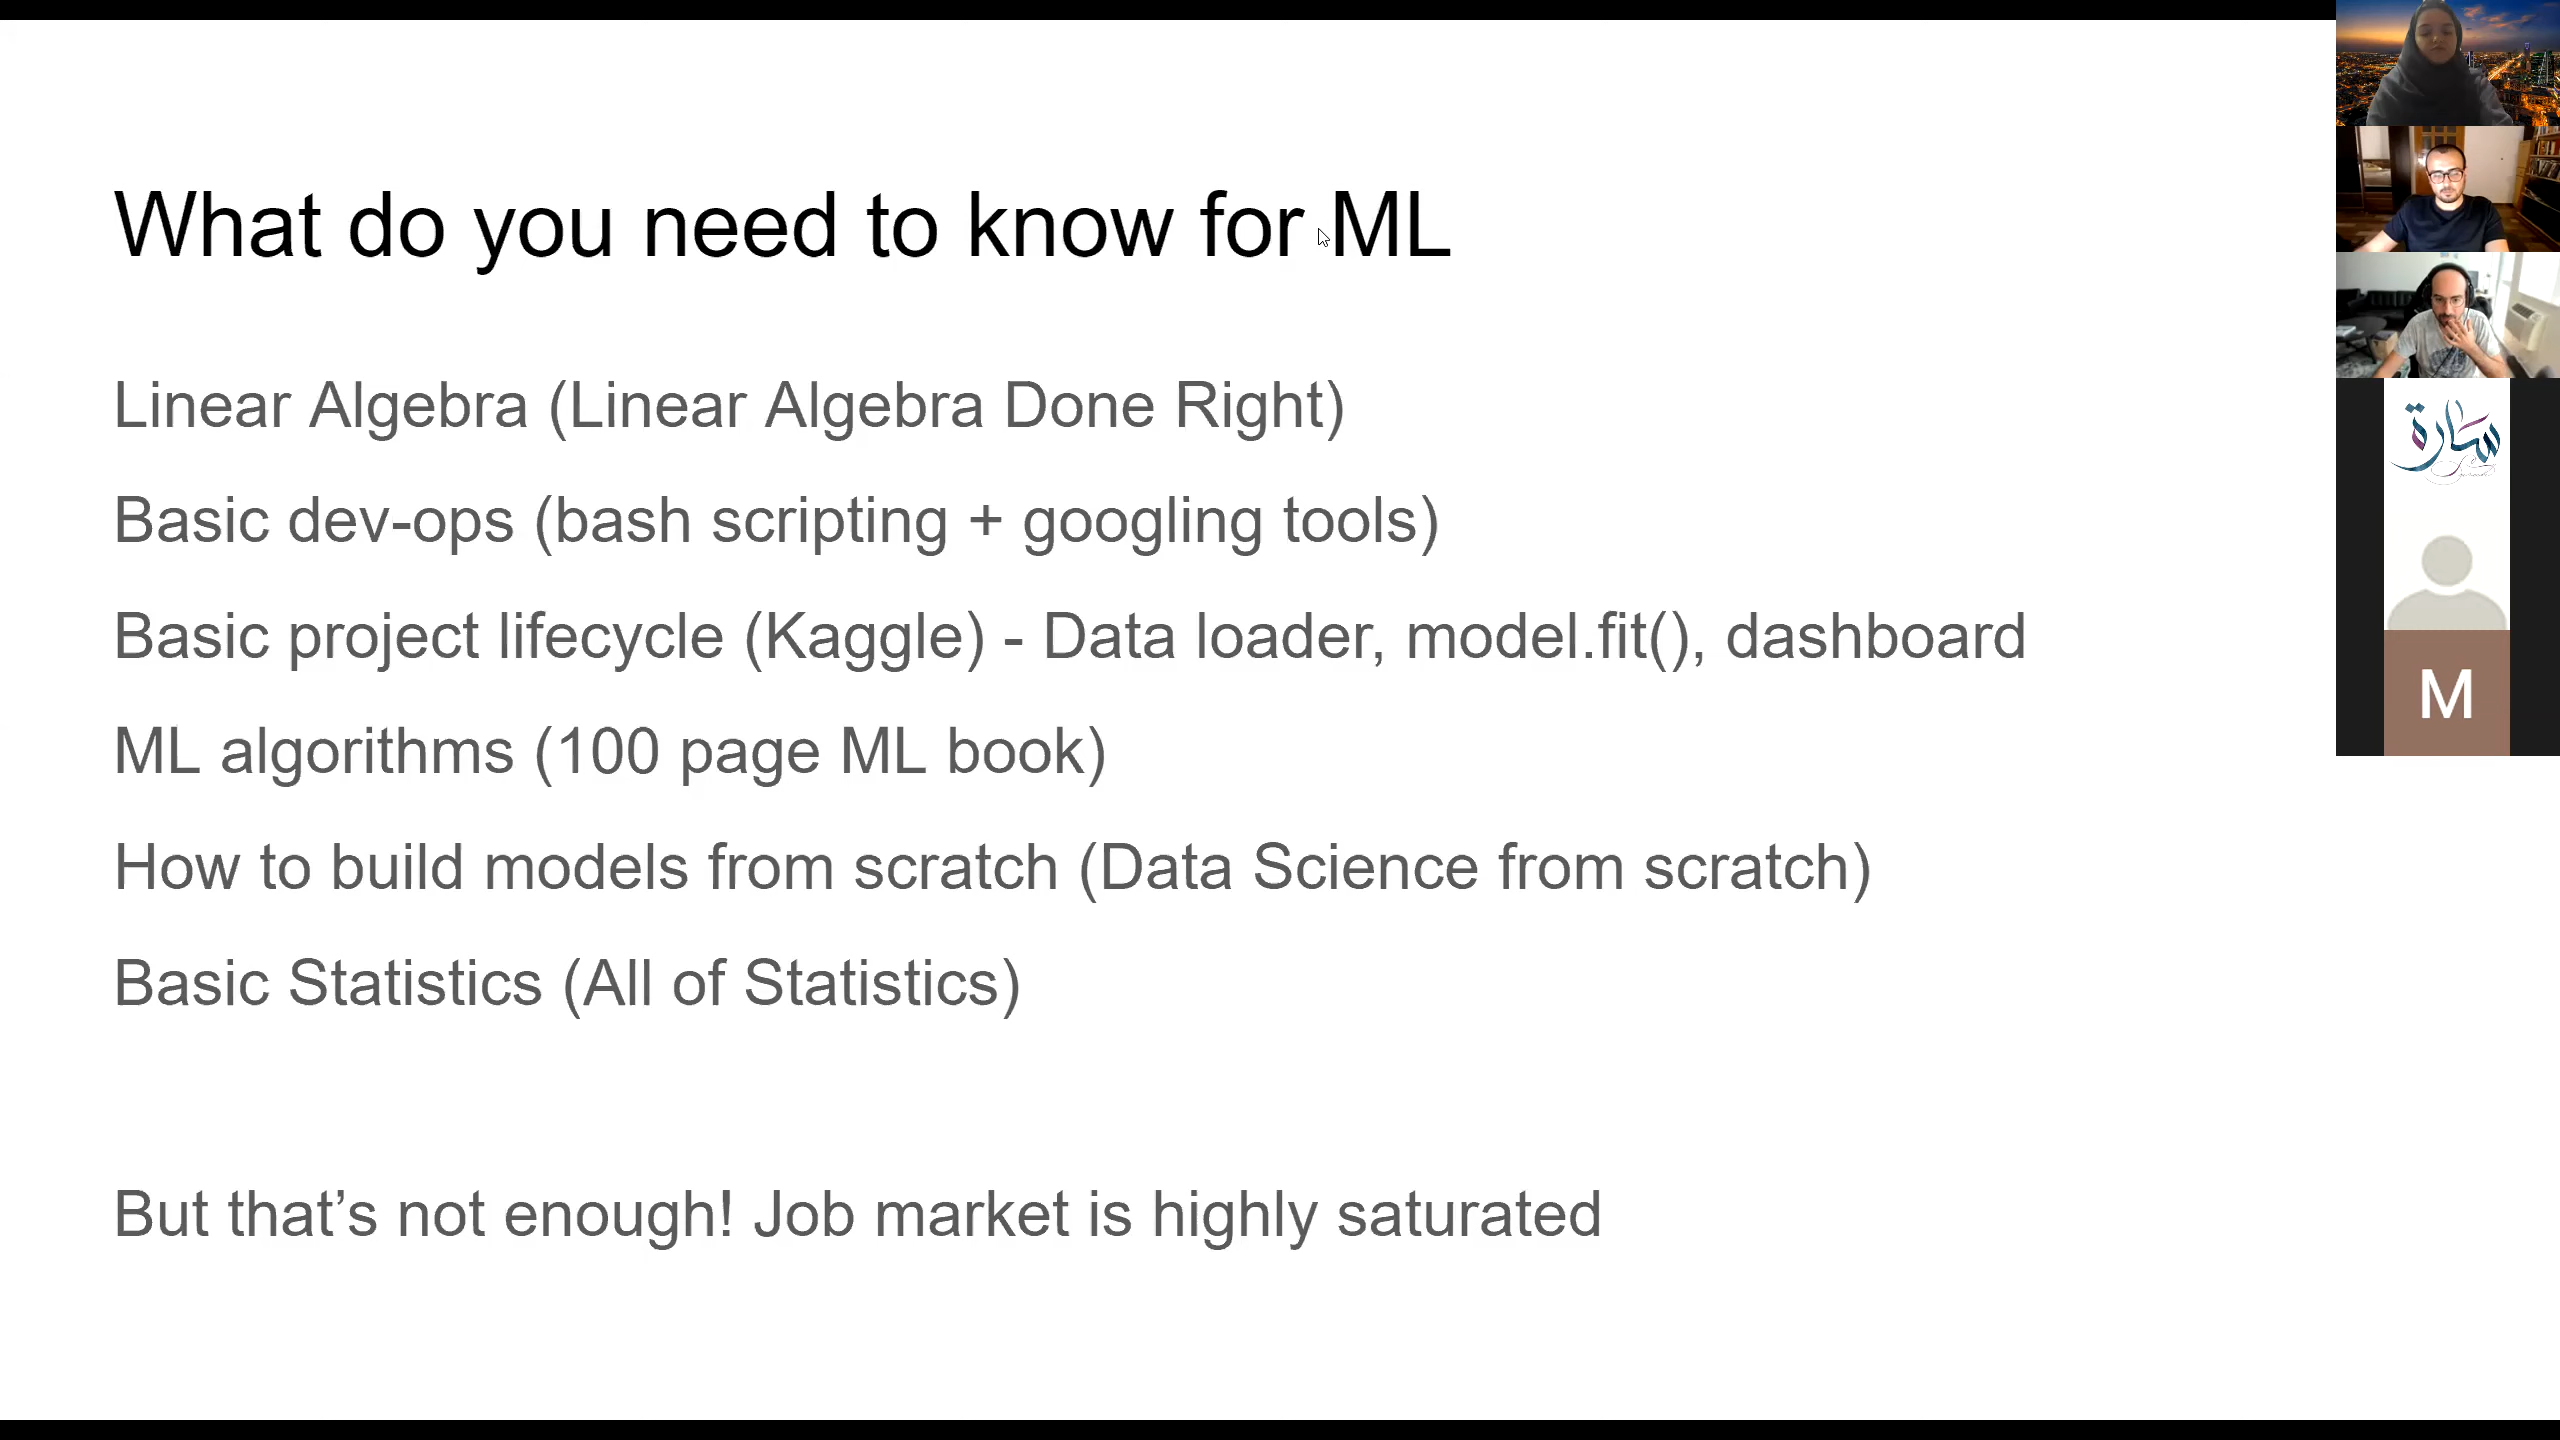 What do you need to know for ML
Linear Algebra (Linear Algebra Done Right)
Basic dev-ops (bash scripting + googling tools)
Basic project lifecycle (Kaggle) - Data loader, model.fit(), dashboard
ML algorithms (100 page ML book)
How to build models from scratch (Data Science from scratch)
Basic Statistics (All of Statistics)
But that’s not enough! Job market is highly saturated
سارة
M